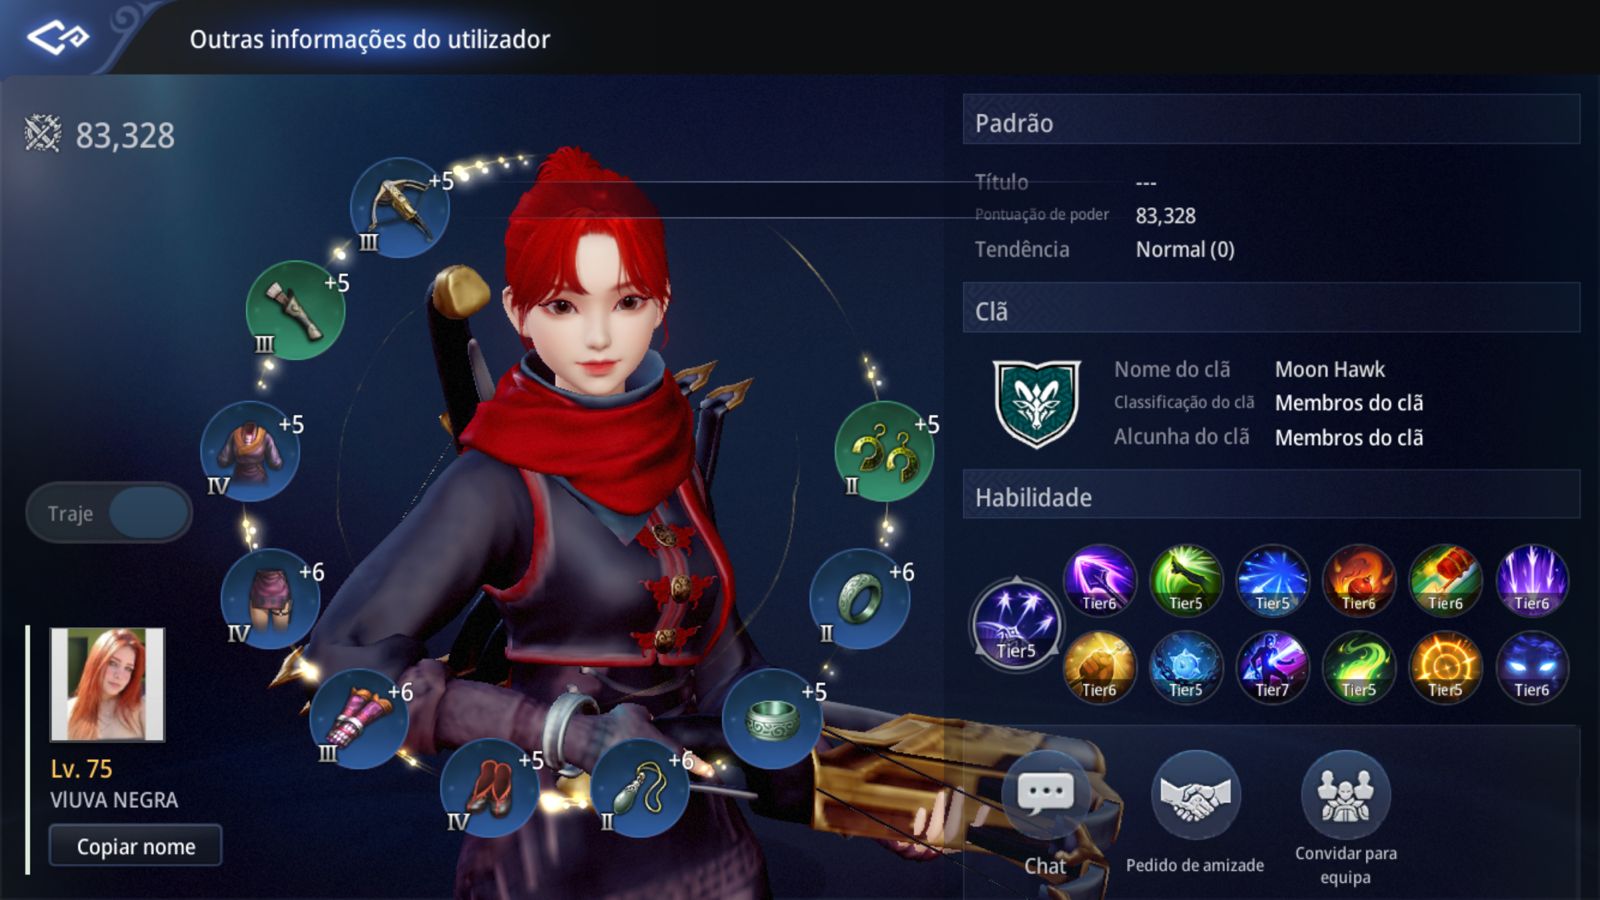 Outras informações do utilizador
83,328
+5
III
+5
III
+5
IV
+6
IV
+6
III
+5
IV
+6
II
+5
+6
II
+5
II
Traje
Lv. 75
VlUVA NEGRA
Copiar nome
Padrão
Título ---
Pontuação de poder 83,328
Tendência Normal (0)
Clã
Nome do clã Moon Hawk
Classificação do clã Membros do clã
Alcunha do clã Membros do clã
Habilidade
Tier5
Tier6 Tier5 Tier5 Tier6 Tier6 Tier6
Tier6 Tier5 Tier7 Tier5 Tier5 Tier6
Chat
Pedido de amizade
Convidar para
equipa